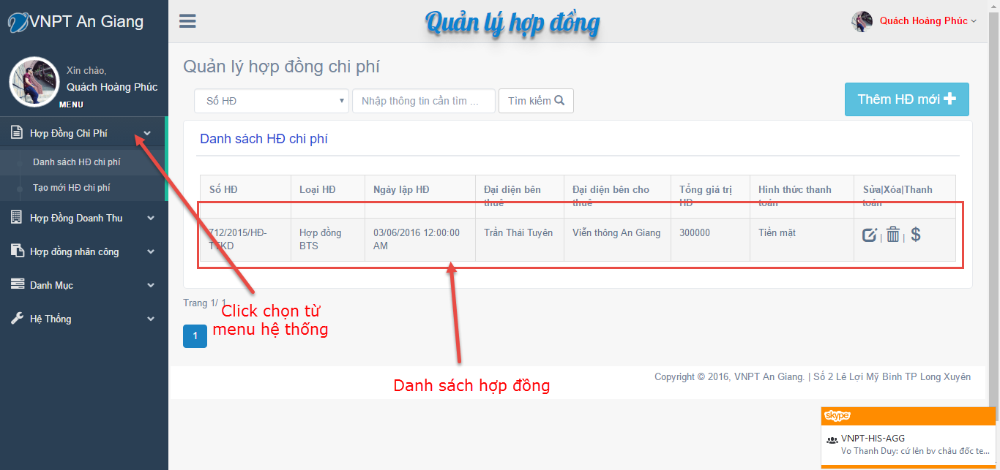 VNPT An Giang
Quản lý hợp đồng
Quách Hoàng Phúc
Xin chào,
Quách Hoàng Phúc
MENU
Hợp Đồng Chi Phí
Danh sách HĐ chi phí
Tạo mới HĐ chi phí
Hợp Đồng Doanh Thu
Hợp đồng nhân công
Danh Mục
Hệ Thống
Quản lý hợp đồng chi phí
Số HĐ
Nhập thông tin cần tìm ...
Tìm kiếm
Thêm HĐ mới
Danh sách HĐ chi phí
Số HĐ
Loại HĐ
Ngày lập HĐ
Đại diện bên
thuê
Đại diện bên cho
thuê
Tổng giá trị
HĐ
Hình thức thanh
toán
Sửa|Xóa|Thanh
toán
712/2015/HĐ-
TTKD
Hợp đồng
BTS
03/06/2016 12:00:00
AM
Trần Thái Tuyên
Viễn thông An Giang
300000
Tiền mặt
| | $
Trang 1/ 1
1
Click chọn từ
menu hệ thống
Danh sách hợp đồng
Copyright © 2016, VNPT An Giang. | Số 2 Lê Lợi Mỹ Bình TP Long Xuyên
skype
VNPT-HIS-AGG
Vo Thanh Duy: cứ lên bv châu đốc te...